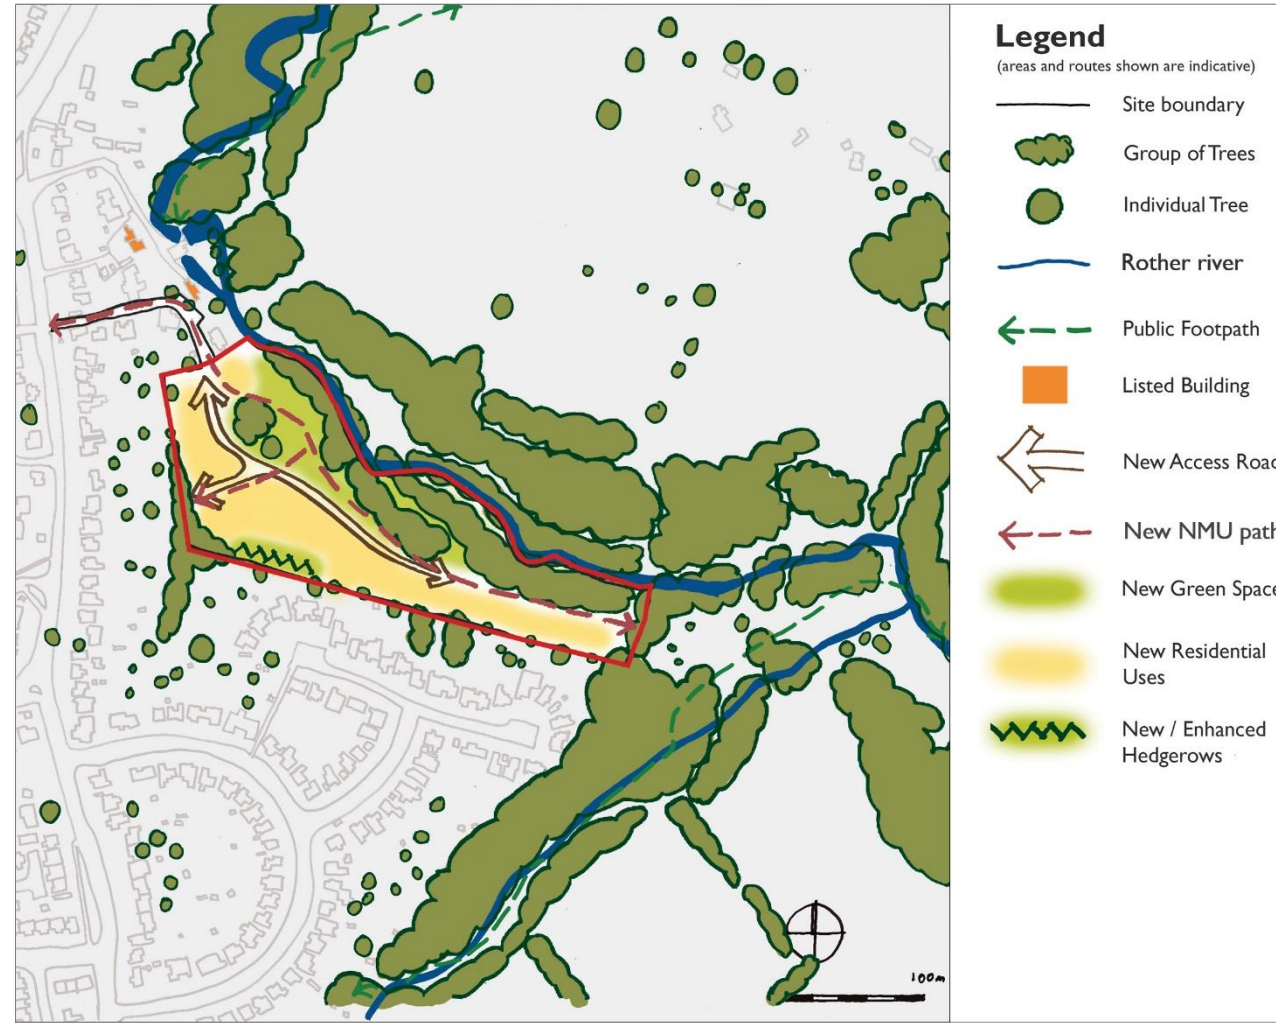 Legend
(areas and routes shown are indicative)
Site boundary
Group of Trees
Individual Tree
Rother river
Public Footpath
Listed Building
New Access Road
New NMU path
New Green Space
New Residential
Uses
New / Enhanced
Hedgerows
100m